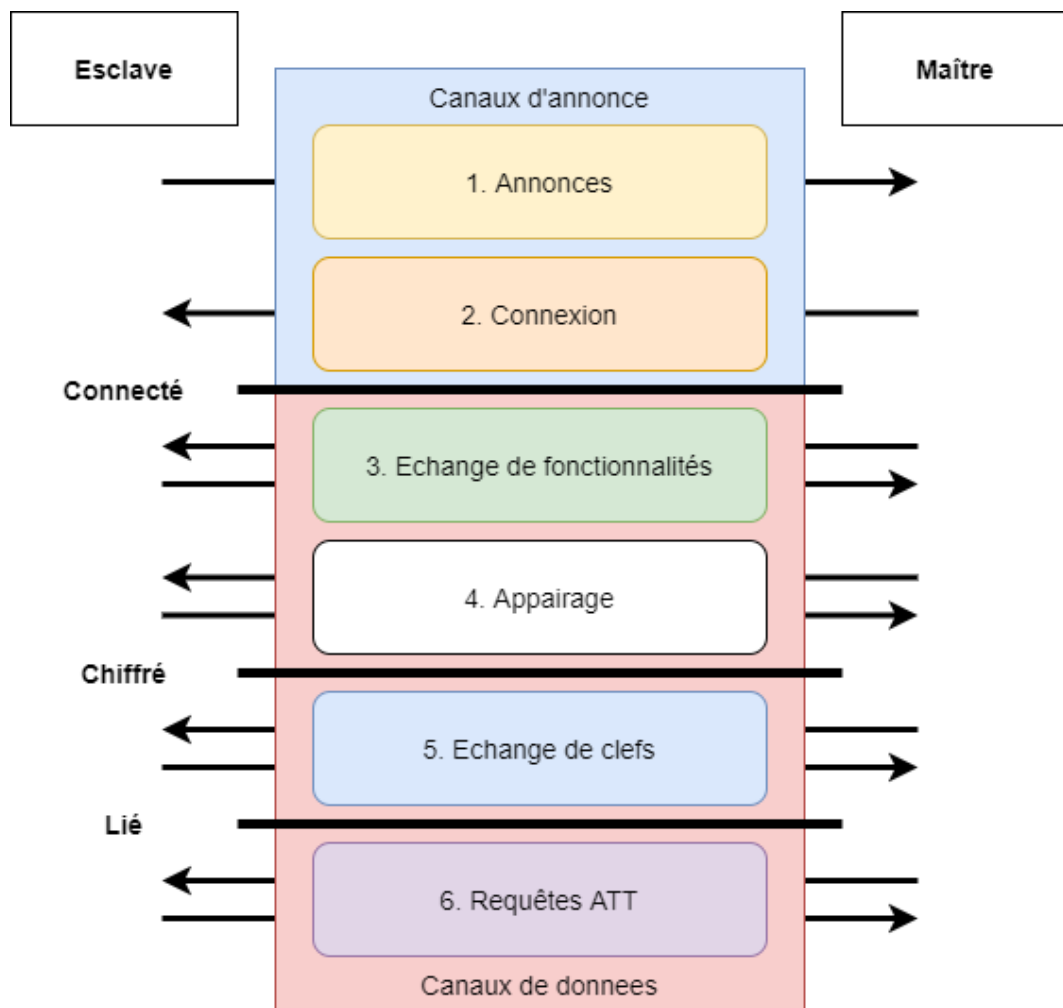 Esclave
Maître
Canaux d'annonce
1. Annonces
2. Connexion
Connecté
3. Echange de fonctionnalités
4. Appairage
Chiffré
5. Echange de clefs
Lié
6. Requêtes ATT
Canaux de donnees